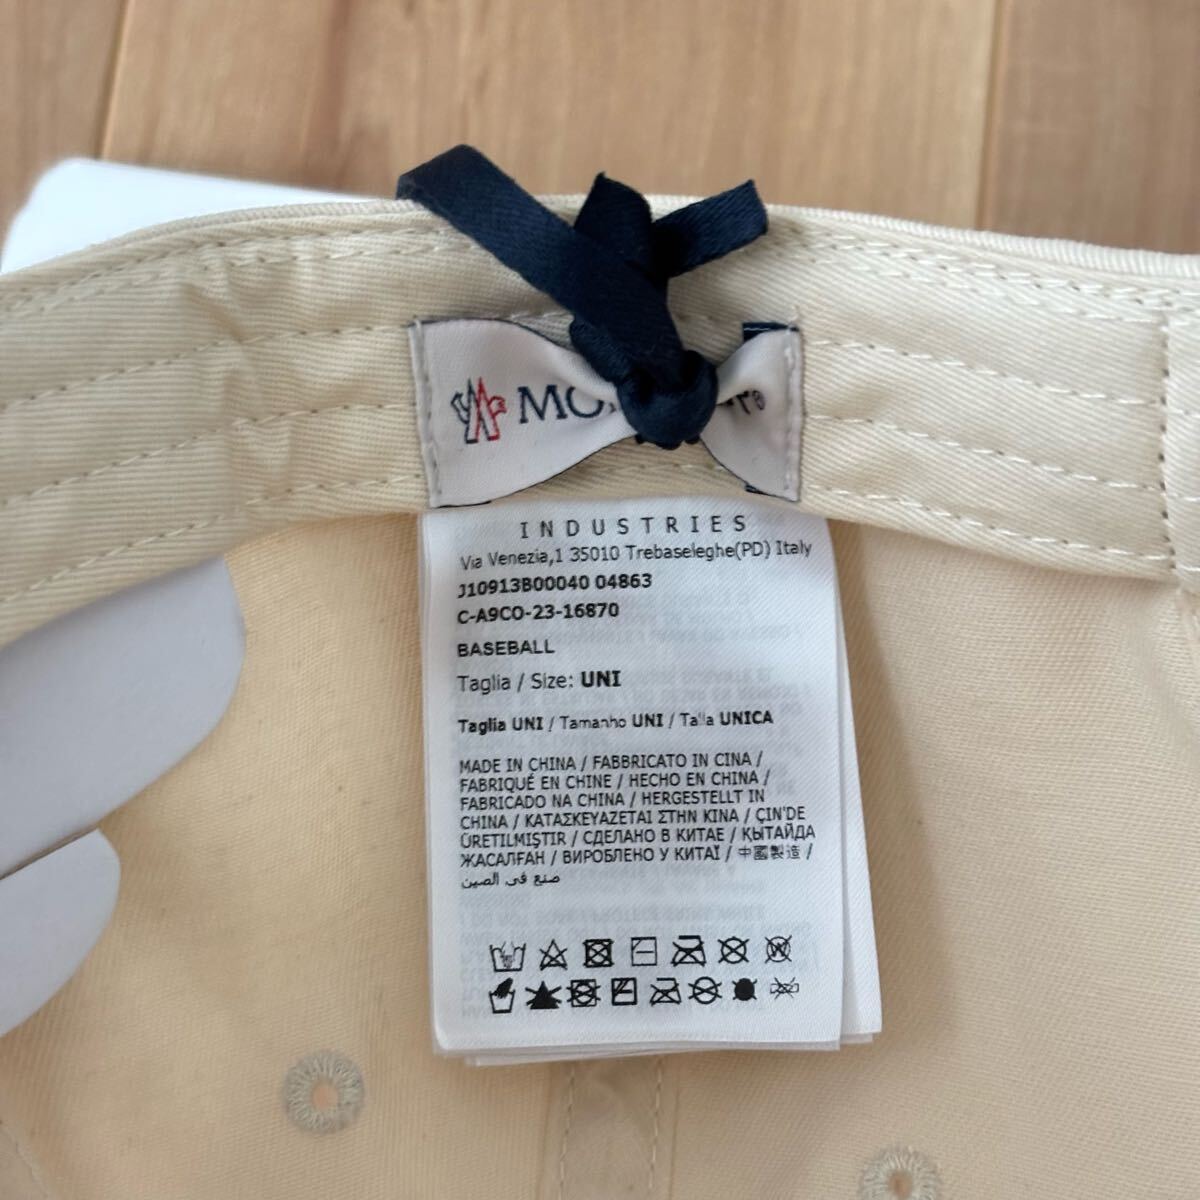 INDUSTRIES
Via Venezia,1 35010 Trebaseleghe(PD) Italy
J10913B00040 04863
C-A9CO-23-16870
BASEBALL
Taglia / Size: UNI
Taglia UNI / Tamanho UNI / Talla UNICA
MADE IN CHINA / FABBRICATO IN CINA /
FABRIQUÉ EN CHINE / HECHO EN CHINA /
FABRICADO NA CHINA / HERGESTELLT IN
CHINA / ΚΑΤΑΣΚΕΥΑΖΕΤΑΙ ΣΤΗΝ ΚΙΝΑ / ÇIN'DE
ÜRETILMIŞTIR / СДЕЛАНО В КИТАЕ / КЫТАЙДА
ЖАСАЛҒАН / ВИРОБЛЕНО У КИТАЇ / 中國製造 /
صنع في الصين